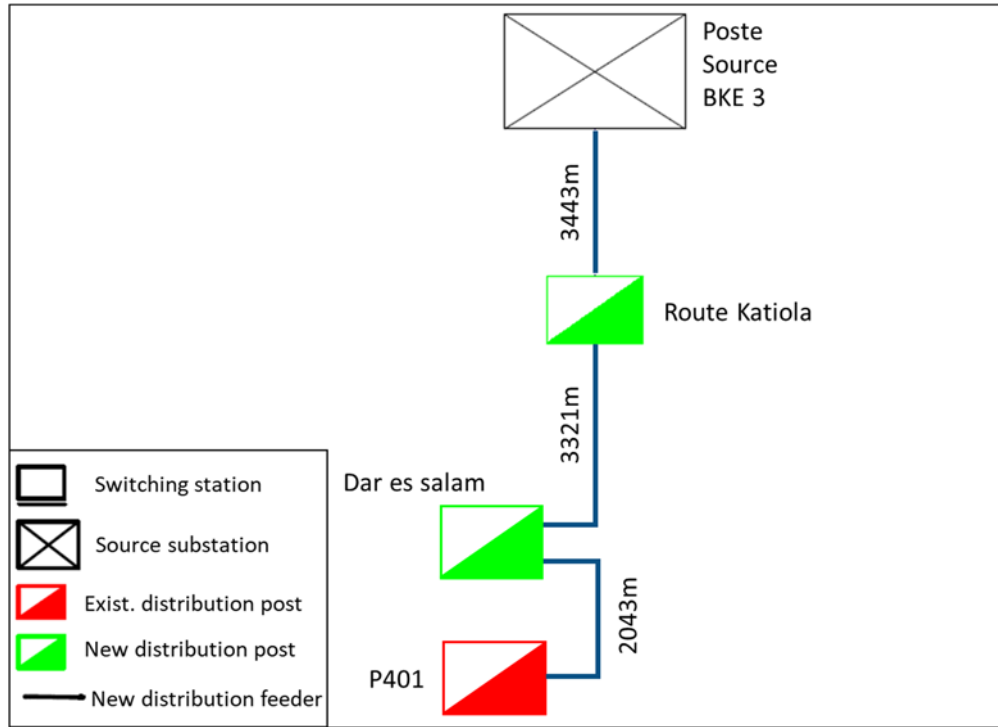 Poste
Source
BKE 3
3443m
Route Katiola
3321m
Dar es salam
2043m
P401
Switching station
Source substation
Exist. distribution post
New distribution post
New distribution feeder